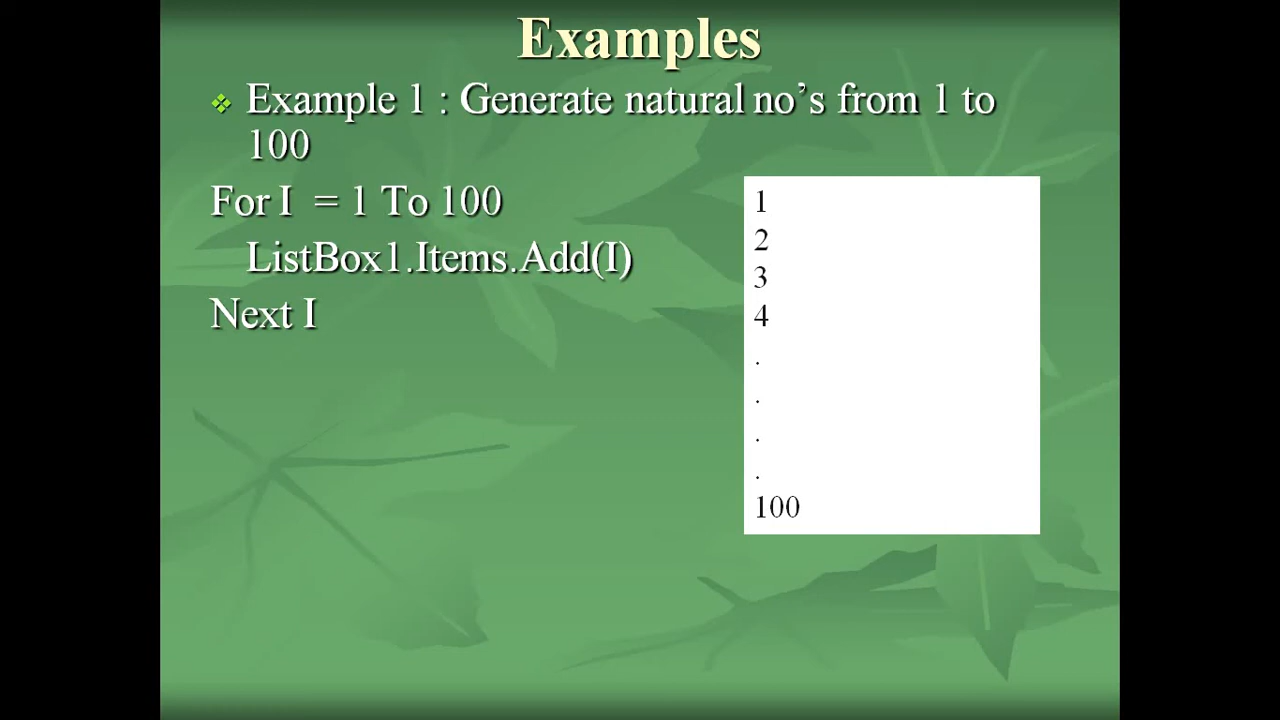 Examples
Example 1 : Generate natural no’s from 1 to
100
For I = 1 To 100
ListBox1.Items.Add(I)
Next I
1
2
3
4
.
.
.
.
100